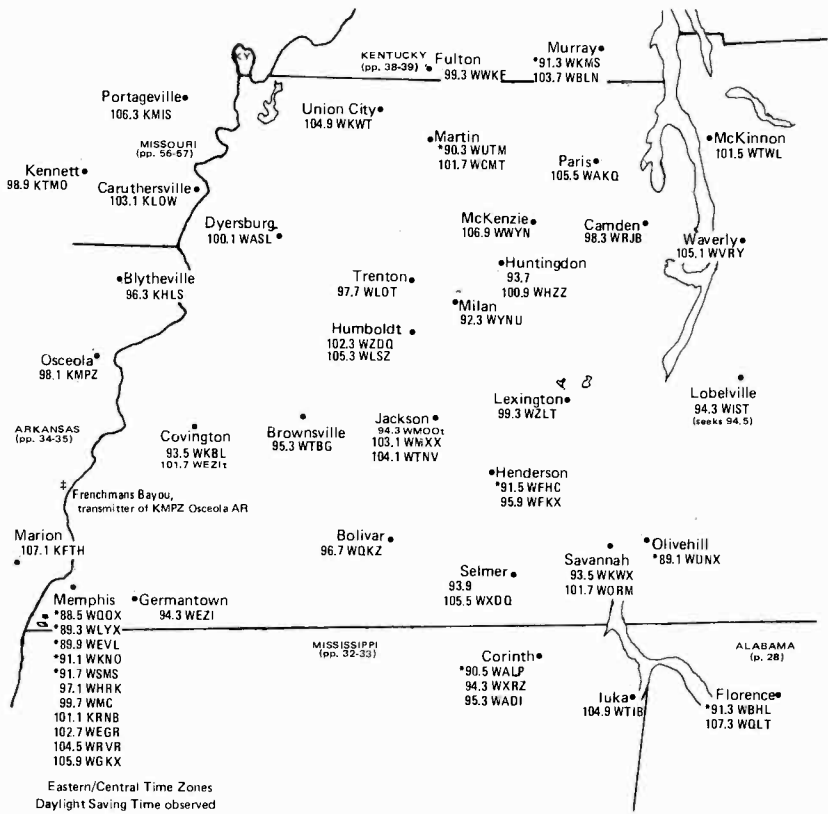 KY
KENTUCKY
(pp. 38-39)
Fulton
99.3 WWKF
Murray
*91.3 WKMS
103.7 WBLN
Portageville
106.3 KMIS
Union City
104.9 WKWT
MISSOURI
(pp. 56-57)
Martin
*90.3 WUTM
101.7 WCMT
McKinnon
101.5 WTWL
Kennett
98.9 KTMO
Paris
105.5 WAKQ
Caruthersville
103.1 KLOW
Dyersburg
100.1 WASL
McKenzie
106.9 WWYN
Camden
98.3 WRJB
Waverly
105.1 WVRY
Blytheville
96.3 KHLS
Trenton
97.7 WLOT
Huntingdon
93.7
100.9 WHZZ
Milan
92.3 WYNU
Humboldt
102.3 WZDQ
105.3 WLSZ
Osceola
98.1 KMPZ
Lexington
99.3 WZLT
Lobelville
94.3 WIST
(seeks 94.5)
ARKANSAS
(pp. 34-35)
Covington
93.5 WKBL
101.7 WEZIt
Brownsville
95.3 WTBG
Jackson
94.3 WMOOt
103.1 WMXX
104.1 WTNV
Henderson
*91.5 WFHC
95.9 WFKX
‡
Frenchmans Bayou,
transmitter of KMPZ Osceola AR
Marion
107.1 KFTH
Bolivar
96.7 WQKZ
Selmer
93.9
105.5 WXDQ
Savannah
93.5 WKWX
101.7 WORM
Olivehill
*89.1 WDNX
Memphis
*88.5 WQOX
*89.3 WLYX
*89.9 WEVL
*91.1 WKNO
*91.7 WSMS
97.1 WHRK
99.7 WMC
101.1 KRNB
102.7 WEGR
104.5 WRVR
105.9 WGKX
Germantown
94.3 WEZI
MISSISSIPPI
(pp. 32-33)
ALABAMA
(p. 28)
Corinth
*90.5 WALP
94.3 WXRZ
95.3 WADI
Iuka
104.9 WTIB
Florence
*91.3 WBHL
107.3 WQLT
Eastern/Central Time Zones
Daylight Saving Time observed